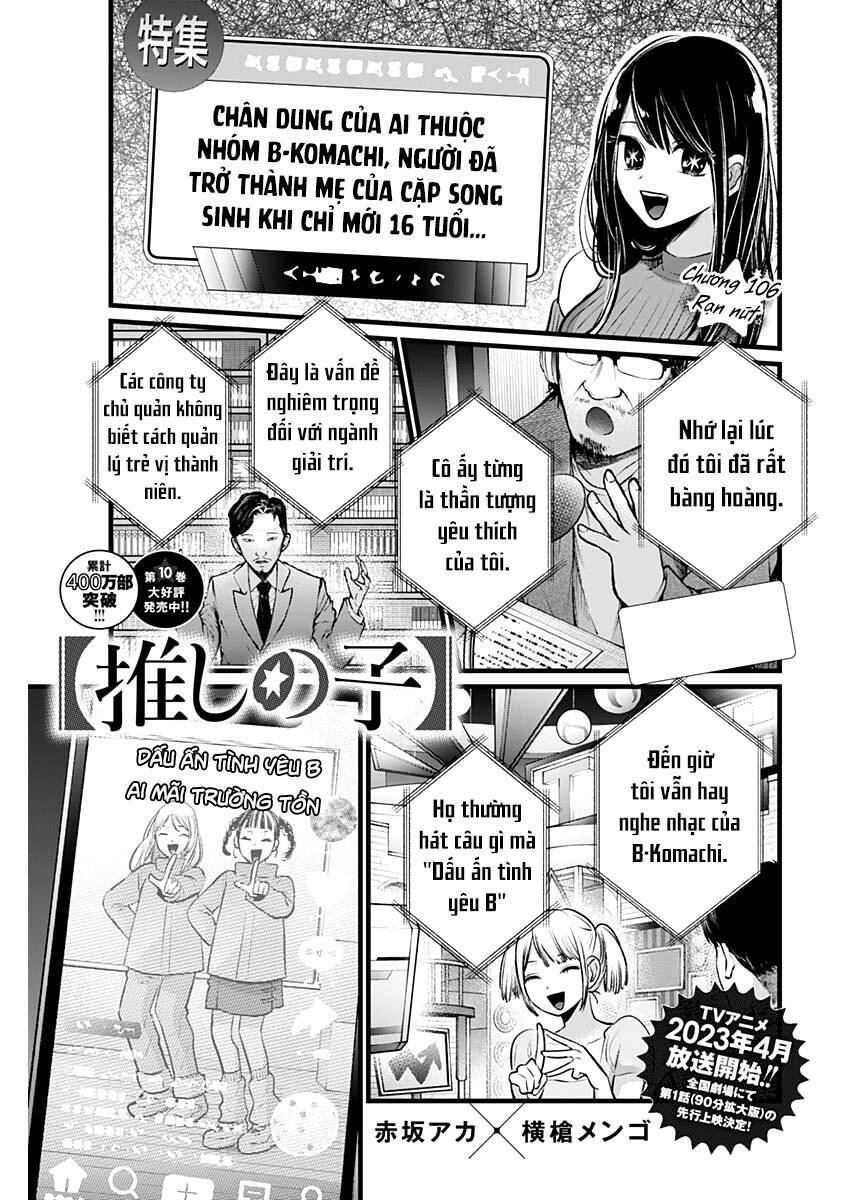 特集
CHÂN DUNG CỦA AI THUỘC
NHÓM B-KOMACHI, NGƯỜI ĐÃ
TRỞ THÀNH MẸ CỦA CẶP SONG
SINH KHI CHỈ MỚI 16 TUỔI...
Chương 106
Rạn nứt
Nhớ lại lúc
đó tôi đã rất
bàng hoàng.
Cô ấy từng
là thần tượng
yêu thích
của tôi.
Đây là vấn đề
nghiêm trọng
đối với ngành
giải trí.
Các công ty
chủ quản không
biết cách quản
lý trẻ vị thành
niên.
累計
400万部
突破
!!!
第10巻
大好評
発売中!!
【推しの子】
Đến giờ
tôi vẫn hay
nghe nhạc của
B-Komachi.
Họ thường
hát câu gì mà
"Dấu ấn tình
yêu B"
DẤU ẤN TÌNH YÊU B
AI MÃI TRƯỜNG TỒN
TVアニメ
2023年4月
放送開始!!
全国劇場にて
第1話(90分拡大版)の
先行上映決定!
赤坂アカ×横槍メンゴ